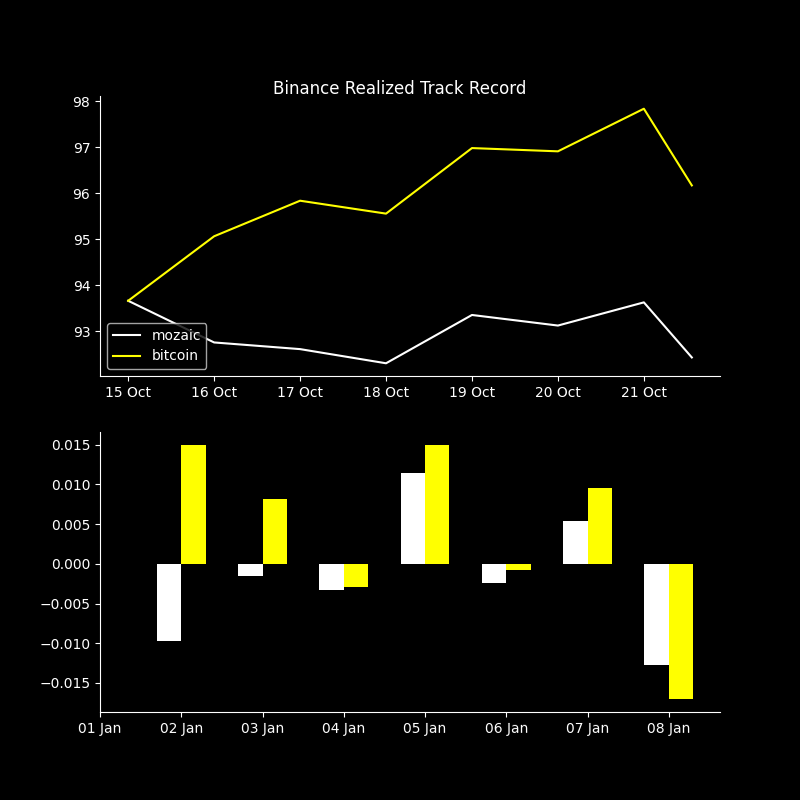 Binance Realized Track Record
98
97
96
95
94
93
mozaic
bitcoin
15 Oct 16 Oct 17 Oct 18 Oct 19 Oct 20 Oct 21 Oct
0.015
0.010
0.005
0.000
−0.005
−0.010
−0.015
01 Jan 02 Jan 03 Jan 04 Jan 05 Jan 06 Jan 07 Jan 08 Jan